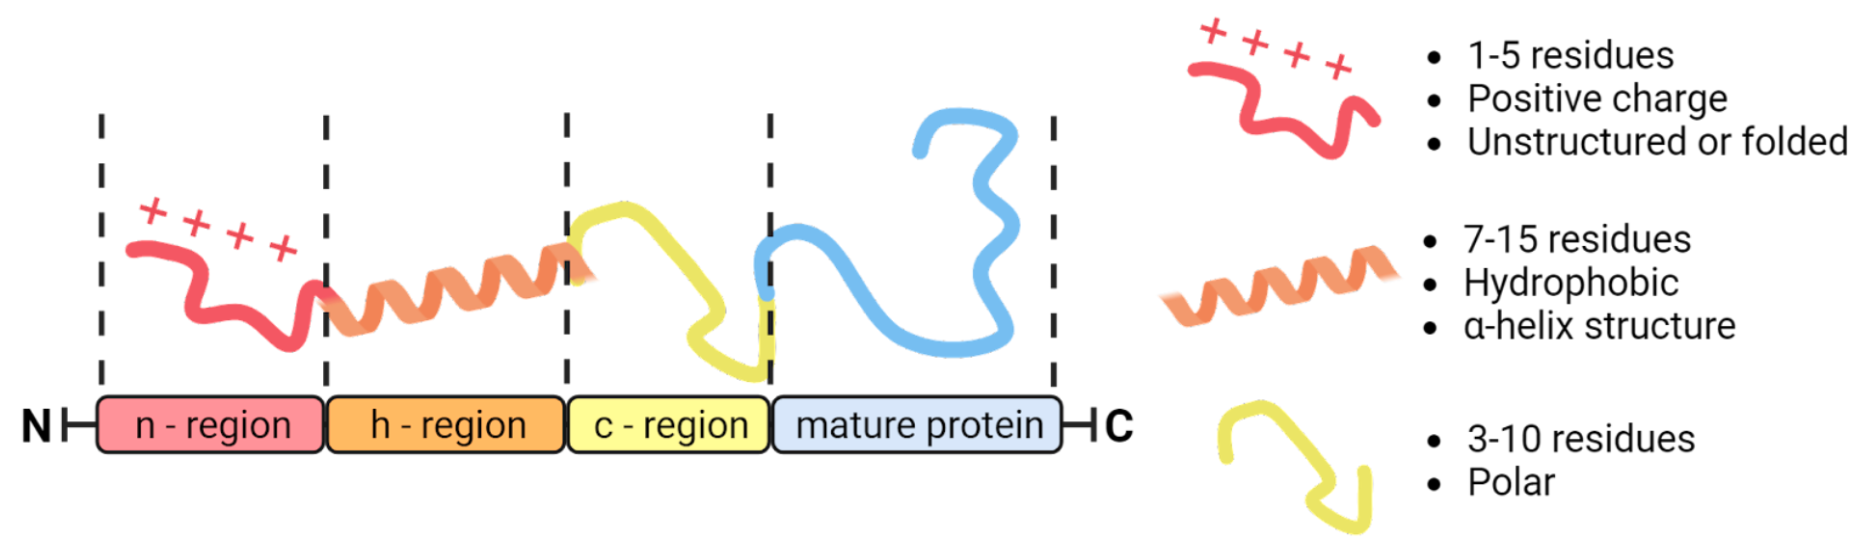 N
n - region
h - region
c - region
mature protein
C
+ + + +
+ + + +
• 1-5 residues
• Positive charge
• Unstructured or folded
• 7-15 residues
• Hydrophobic
• α-helix structure
• 3-10 residues
• Polar